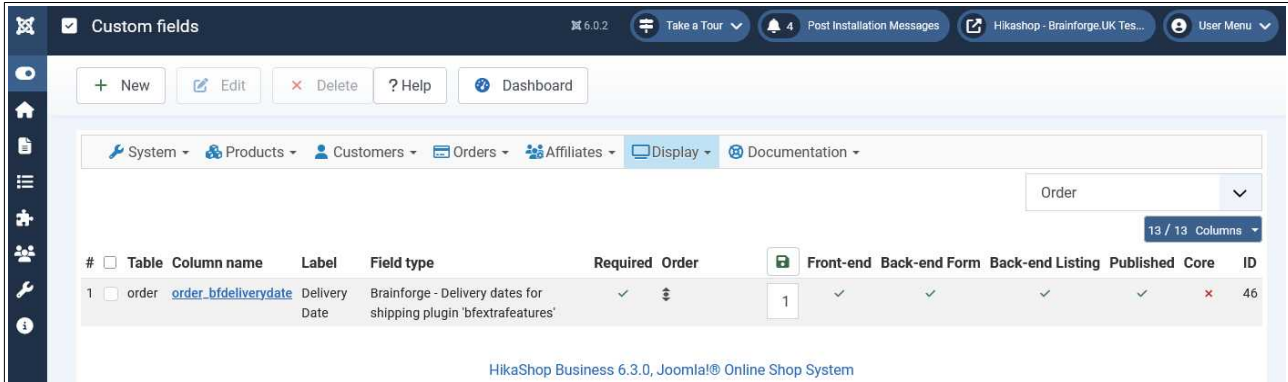 Custom fields
6.0.2
Take a Tour
4 Post Installation Messages
Hikashop - Brainforge.UK Tes...
User Menu
+ New
Edit
× Delete
? Help
Dashboard
System
Products
Customers
Orders
Affiliates
Display
Documentation
Order
13 / 13 Columns
# Table Column name Label Field type Required Order Front-end Back-end Form Back-end Listing Published Core ID
1 order order_bfdeliverydate Delivery Date Brainforge - Delivery dates for shipping plugin 'bfextrafeatures' 1 46
HikaShop Business 6.3.0, Joomla!® Online Shop System